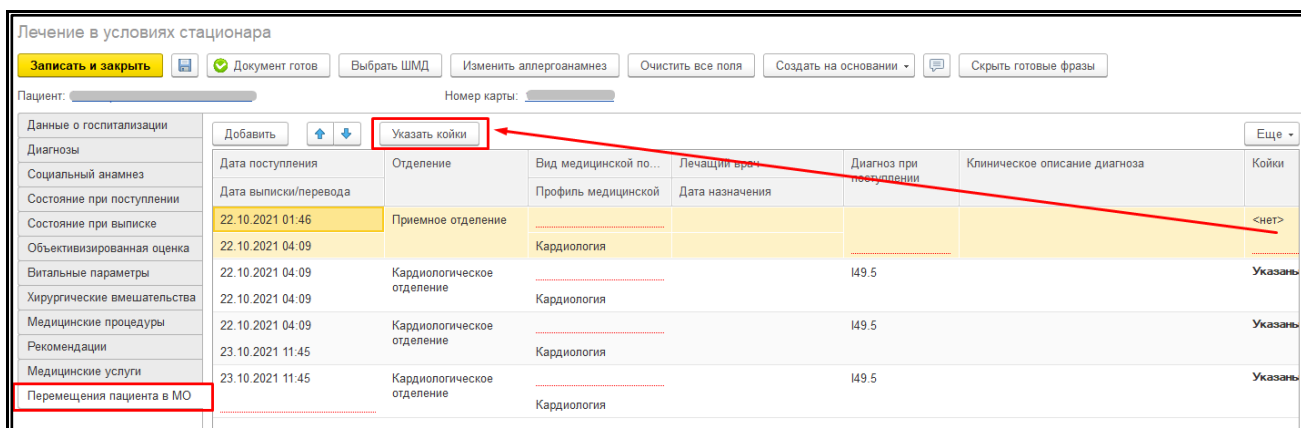 Лечение в условиях стационара
Записать и закрыть Документ готов Выбрать ШМД Изменить аллергоанамнез Очистить все поля Создать на основании Скрыть готовые фразы
Пациент: Номер карты:
Данные о госпитализации
Диагнозы
Социальный анамнез
Состояние при поступлении
Состояние при выписке
Объективизированная оценка
Витальные параметры
Хирургические вмешательства
Медицинские процедуры
Рекомендации
Медицинские услуги
Перемещения пациента в МО
Добавить Указать койки Еще
Дата поступления Отделение Вид медицинской по... Лечащий врач Диагноз при поступлении Клиническое описание диагноза Койки
Дата выписки/перевода Профиль медицинской Дата назначения
22.10.2021 01:46 Приемное отделение <нет>
22.10.2021 04:09 Кардиология
22.10.2021 04:09 Кардиологическое отделение I49.5 Указаны
22.10.2021 04:09 Кардиология
22.10.2021 04:09 Кардиологическое отделение I49.5 Указаны
23.10.2021 11:45 Кардиология
23.10.2021 11:45 Кардиологическое отделение I49.5 Указаны
Кардиология